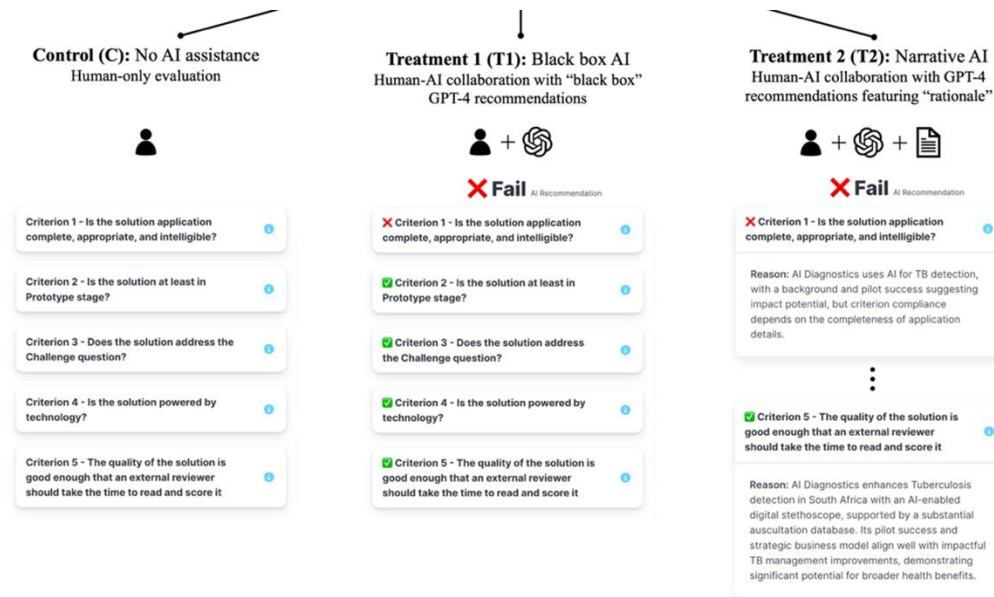 Control (C): No AI assistance
Human-only evaluation
Criterion 1 - Is the solution application
complete, appropriate, and intelligible?
Criterion 2 - Is the solution at least in
Prototype stage?
Criterion 3 - Does the solution address the
Challenge question?
Criterion 4 - Is the solution powered by
technology?
Criterion 5 - The quality of the solution is
good enough that an external reviewer
should take the time to read and score it
Treatment 1 (T1): Black box AI
Human-AI collaboration with “black box”
GPT-4 recommendations
+
Fail AI Recommendation
Criterion 1 - Is the solution application
complete, appropriate, and intelligible?
Criterion 2 - Is the solution at least in
Prototype stage?
Criterion 3 - Does the solution address
the Challenge question?
Criterion 4 - Is the solution powered by
technology?
Criterion 5 - The quality of the solution is
good enough that an external reviewer
should take the time to read and score it
Treatment 2 (T2): Narrative AI
Human-AI collaboration with GPT-4
recommendations featuring “rationale”
+ +
Fail AI Recommendation
Criterion 1 - Is the solution application
complete, appropriate, and intelligible?
Reason: AI Diagnostics uses AI for TB detection,
with a background and pilot success suggesting
impact potential, but criterion compliance
depends on the completeness of application
details.
Criterion 5 - The quality of the solution is
good enough that an external reviewer
should take the time to read and score it
Reason: AI Diagnostics enhances Tuberculosis
detection in South Africa with an AI-enabled
digital stethoscope, supported by a substantial
auscultation database. Its pilot success and
strategic business model align well with impactful
TB management improvements, demonstrating
significant potential for broader health benefits.